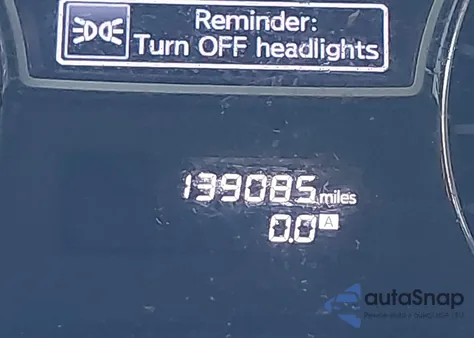 Reminder:
Turn OFF headlights
139085 miles
0.0 A
autoSnap